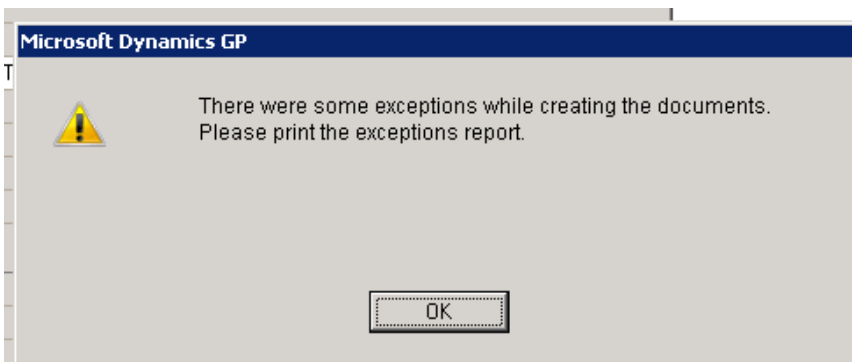 Microsoft Dynamics GP
T
There were some exceptions while creating the documents.
Please print the exceptions report.
OK